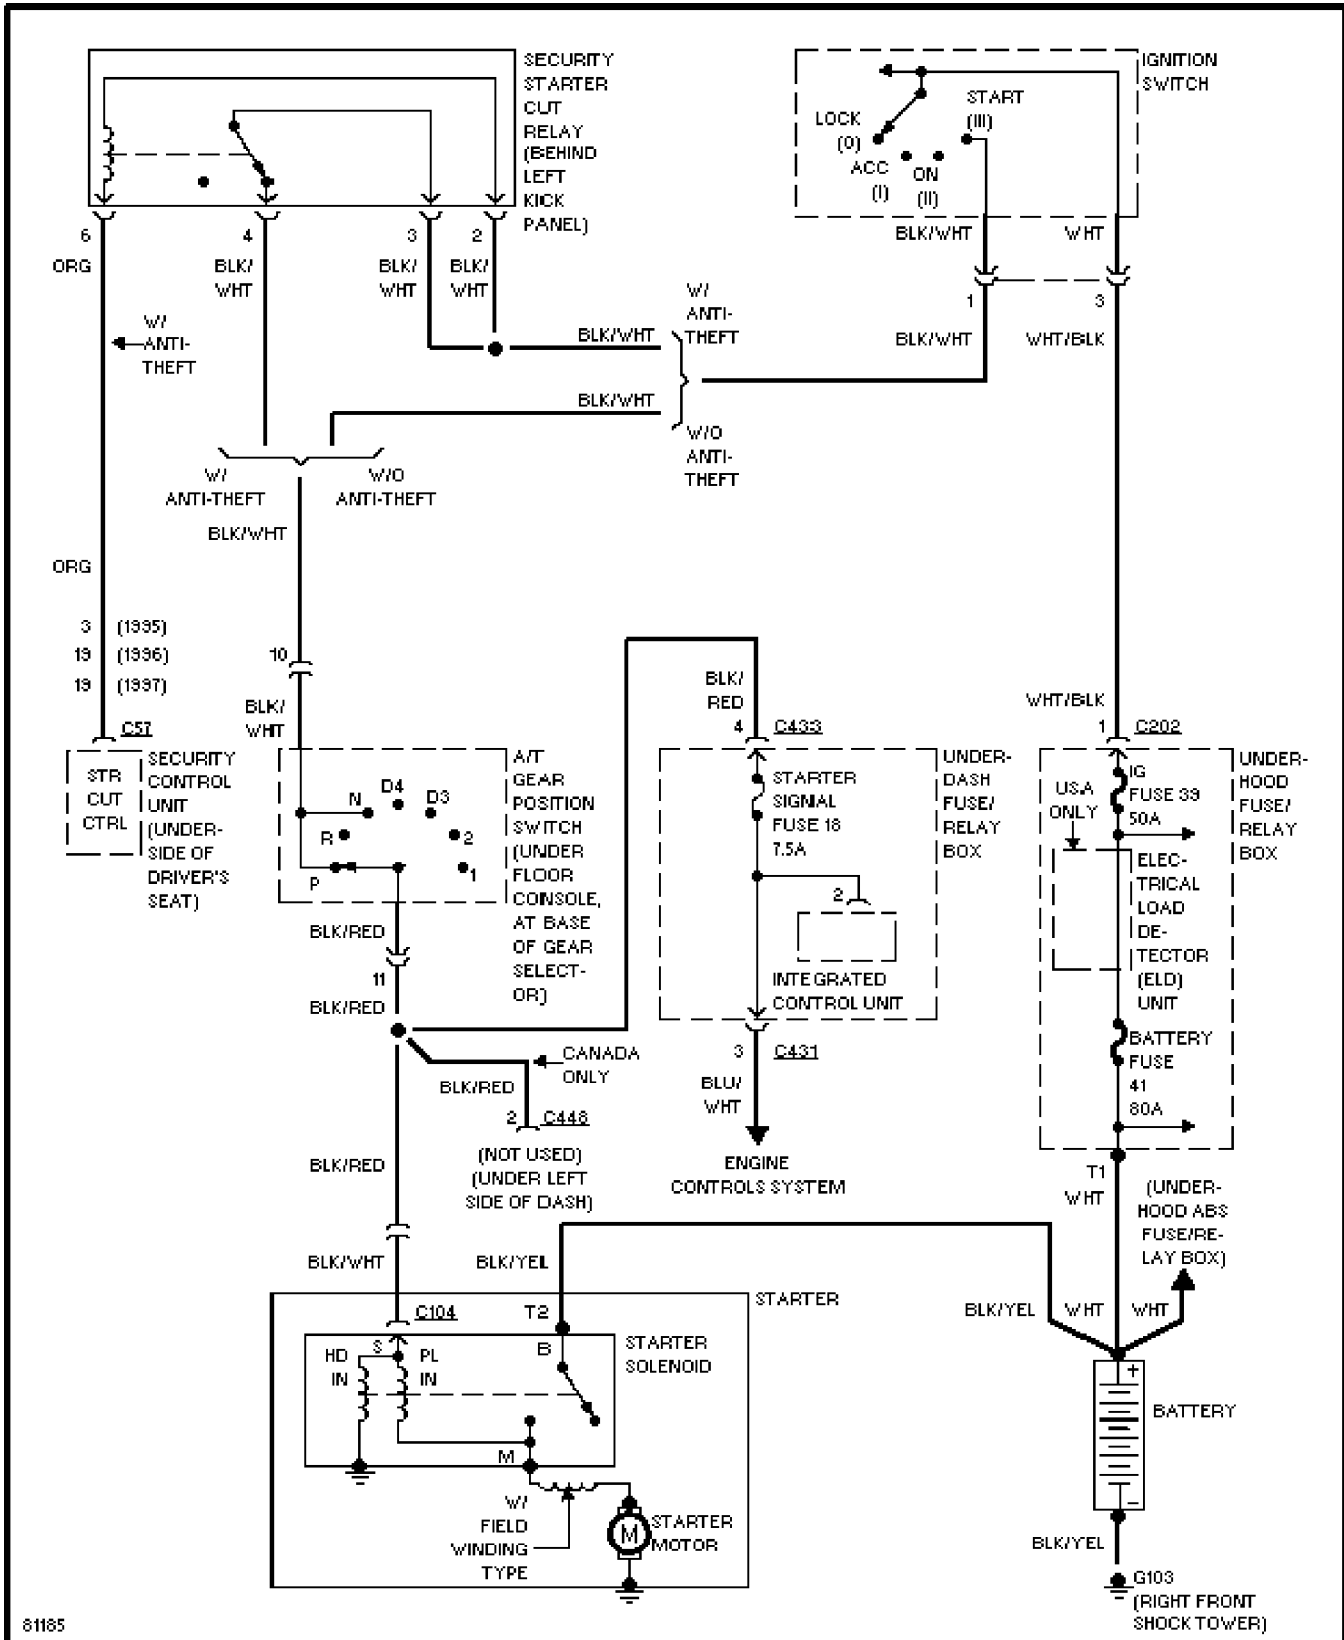 SECURITY
STARTER
CUT
RELAY
(BEHIND
LEFT
KICK
PANEL)
IGNITION
SWITCH
LOCK
(0)
START
(III)
ACC
(I)
ON
(II)
6
4
3
2
ORG
BLK/
WHT
BLK/
WHT
BLK/
WHT
BLK/WHT
WHT
1
3
BLK/WHT
WHT/BLK
W/
ANTI-
THEFT
BLK/WHT
W/
ANTI-
THEFT
BLK/WHT
W/O
ANTI-
THEFT
W/
ANTI-THEFT
W/O
ANTI-THEFT
BLK/WHT
ORG
3 (1995)
19 (1996)
19 (1997)
10
BLK/
WHT
C57
STR
CUT
CTRL
SECURITY
CONTROL
UNIT
(UNDER-
SIDE OF
DRIVER'S
SEAT)
P
R
N
D4
D3
2
1
A/T
GEAR
POSITION
SWITCH
(UNDER
FLOOR
CONSOLE,
AT BASE
OF GEAR
SELECT-
OR)
BLK/
RED
4 C433
STARTER
SIGNIAL
FUSE 18
7.5A
2
INTEGRATED
CONTROL UNIT
UNDER-
DASH
FUSE/
RELAY
BOX
WHT/BLK
1 C202
USA
ONLY
IG
FUSE 39
50A
ELEC-
TRICAL
LOAD
DE-
TECTOR
(ELD)
UNIT
BATTERY
FUSE
41
80A
UNDER-
HOOD
FUSE/
RELAY
BOX
BLK/RED
11
BLK/RED
CANADA
ONLY
BLK/RED
2 C448
(NOT USED)
(UNDER LEFT
SIDE OF DASH)
3 C431
BLU/
WHT
ENGINE
CONTROLS SYSTEM
T1
WHT
(UNDER-
HOOD ABS
FUSE/RE-
LAY BOX)
BLK/RED
BLK/WHT
BLK/YEL
BLK/YEL
WHT
WHT
C104
T2
STARTER
S
HD
IN
PL
IN
B
M
STARTER
SOLENOID
W/
FIELD
WINDING
TYPE
M
STARTER
MOTOR
+
BATTERY
-
BLK/YEL
G103
(RIGHT FRONT
SHOCK TOWER)
81185